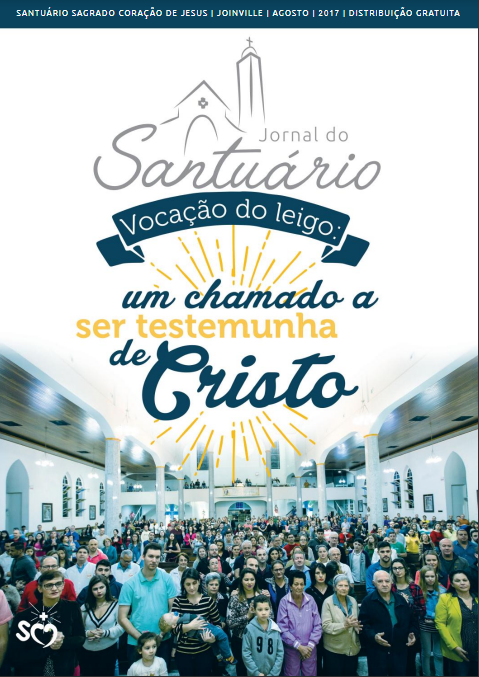 SANTUÁRIO SAGRADO CORAÇÃO DE JESUS | JOINVILLE | AGOSTO | 2017 | DISTRIBUIÇÃO GRATUITA
Jornal do
Santuário
Vocação do leigo:
um chamado a
ser testemunha
de Cristo
98
S